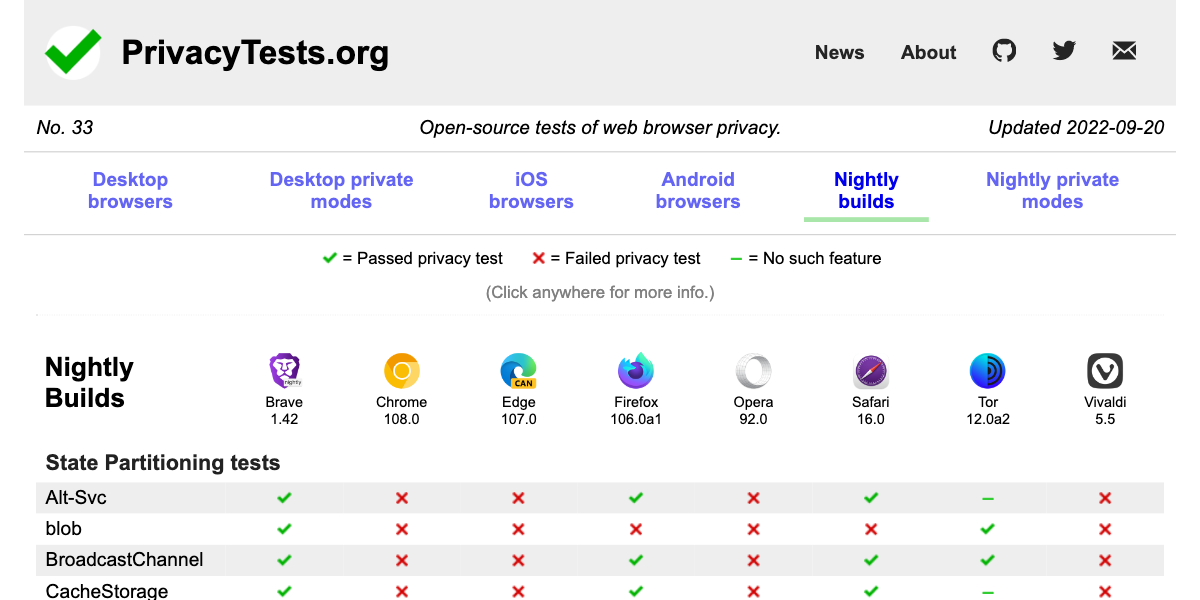 PrivacyTests.org
News About
No. 33 Open-source tests of web browser privacy. Updated 2022-09-20
Desktop browsers Desktop private modes iOS browsers Android browsers Nightly builds Nightly private modes
✓ = Passed privacy test ✗ = Failed privacy test – = No such feature
(Click anywhere for more info.)
Nightly Builds
nightly CAN
Brave Chrome Edge Firefox Opera Safari Tor Vivaldi
1.42 108.0 107.0 106.0a1 92.0 16.0 12.0a2 5.5
State Partitioning tests
Alt-Svc ✓ ✗ ✗ ✓ ✗ ✓ – ✗
blob ✓ ✗ ✗ ✗ ✗ ✗ ✓ ✗
BroadcastChannel ✓ ✗ ✗ ✓ ✗ ✓ ✓ ✗
CacheStorage ✓ ✗ ✗ ✓ ✗ ✓ – ✗